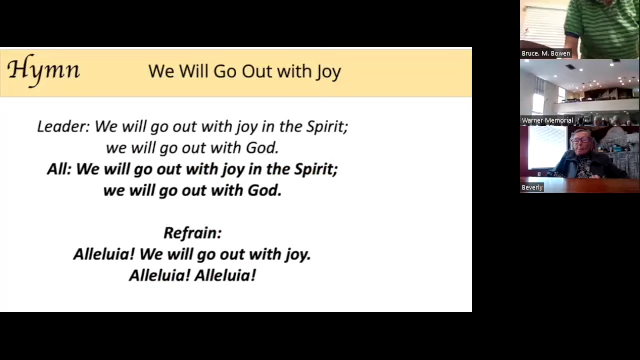 Hymn
We Will Go Out with Joy
Leader: We will go out with joy in the Spirit;
we will go out with God.
All: We will go out with joy in the Spirit;
we will go out with God.
Refrain:
Alleluia! We will go out with joy.
Alleluia! Alleluia!
Bruce. M. Bowen
Warner Memorial
Beverly